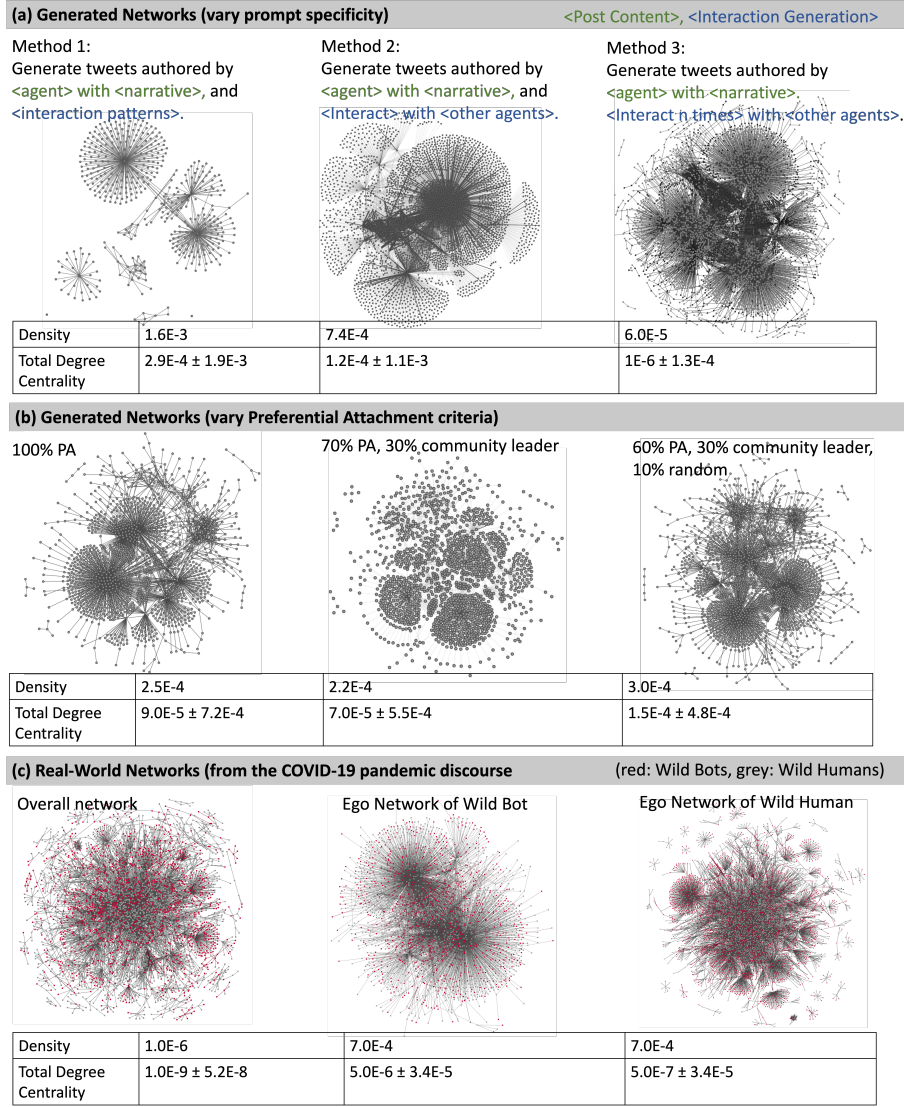 (a) Generated Networks (vary prompt specificity)
<Post Content>, <Interaction Generation>
Method 1:
Generate tweets authored by
<agent> with <narrative>, and
<interaction patterns>.
Method 2:
Generate tweets authored by
<agent> with <narrative>, and
<Interact> with <other agents>.
Method 3:
Generate tweets authored by
<agent> with <narrative>.
<Interact n times> with <other agents>.
Density 1.6E-3 7.4E-4 6.0E-5
Total Degree 2.9E-4 ± 1.9E-3 1.2E-4 ± 1.1E-3 1E-6 ± 1.3E-4
Centrality
(b) Generated Networks (vary Preferential Attachment criteria)
100% PA
70% PA, 30% community leader
60% PA, 30% community leader,
10% random
Density 2.5E-4 2.2E-4 3.0E-4
Total Degree 9.0E-5 ± 7.2E-4 7.0E-5 ± 5.5E-4 1.5E-4 ± 4.8E-4
Centrality
(c) Real-World Networks (from the COVID-19 pandemic discourse
(red: Wild Bots, grey: Wild Humans)
Overall network
Ego Network of Wild Bot
Ego Network of Wild Human
Density 1.0E-6 7.0E-4 7.0E-4
Total Degree 1.0E-9 ± 5.2E-8 5.0E-6 ± 3.4E-5 5.0E-7 ± 3.4E-5
Centrality